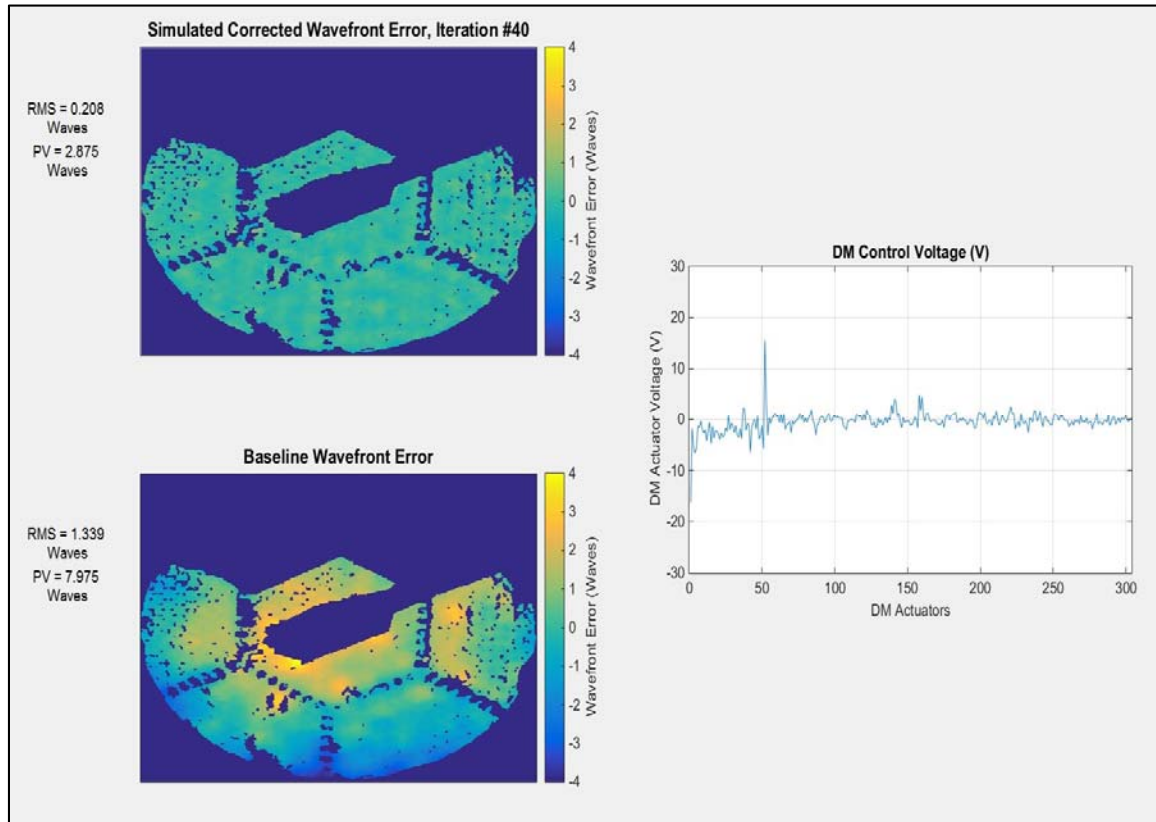 Simulated Corrected Wavefront Error, Iteration #40
RMS = 0.208
Waves
PV = 2.875
Waves
4
3
2
1
0
-1
-2
-3
-4
Wavefront Error (Waves)
Baseline Wavefront Error
RMS = 1.339
Waves
PV = 7.975
Waves
4
3
2
1
0
-1
-2
-3
-4
Wavefront Error (Waves)
DM Control Voltage (V)
DM Actuator Voltage (V)
30
20
10
0
-10
-20
-30
0 50 100 150 200 250 300
DM Actuators